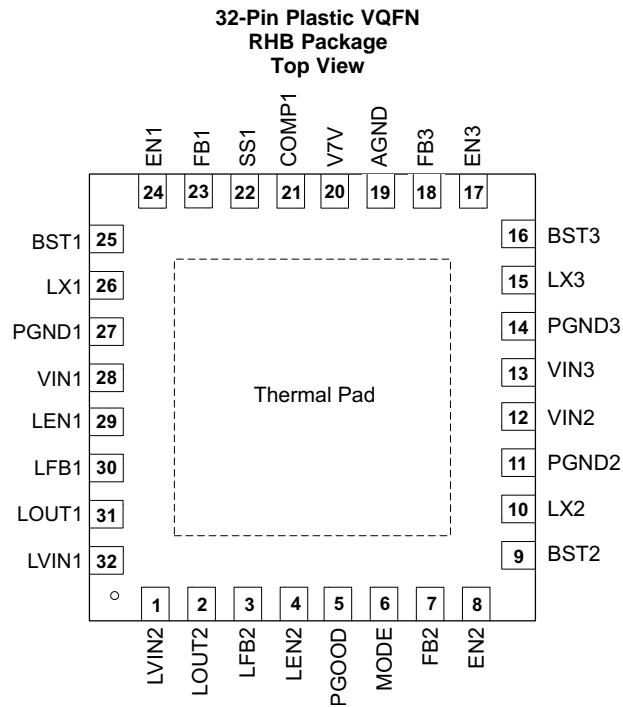 32-Pin Plastic VQFN
RHB Package
Top View
EN1
FB1
SS1
COMP1
V7V
AGND
FB3
EN3
24 23 22 21 20 19 18 17
BST1 25
LX1 26
PGND1 27
VIN1 28
LEN1 29
LFB1 30
LOUT1 31
LVIN1 32
Thermal Pad
16 BST3
15 LX3
14 PGND3
13 VIN3
12 VIN2
11 PGND2
10 LX2
9 BST2
1 2 3 4 5 6 7 8
LVIN2
LOUT2
LFB2
LEN2
PGOOD
MODE
FB2
EN2